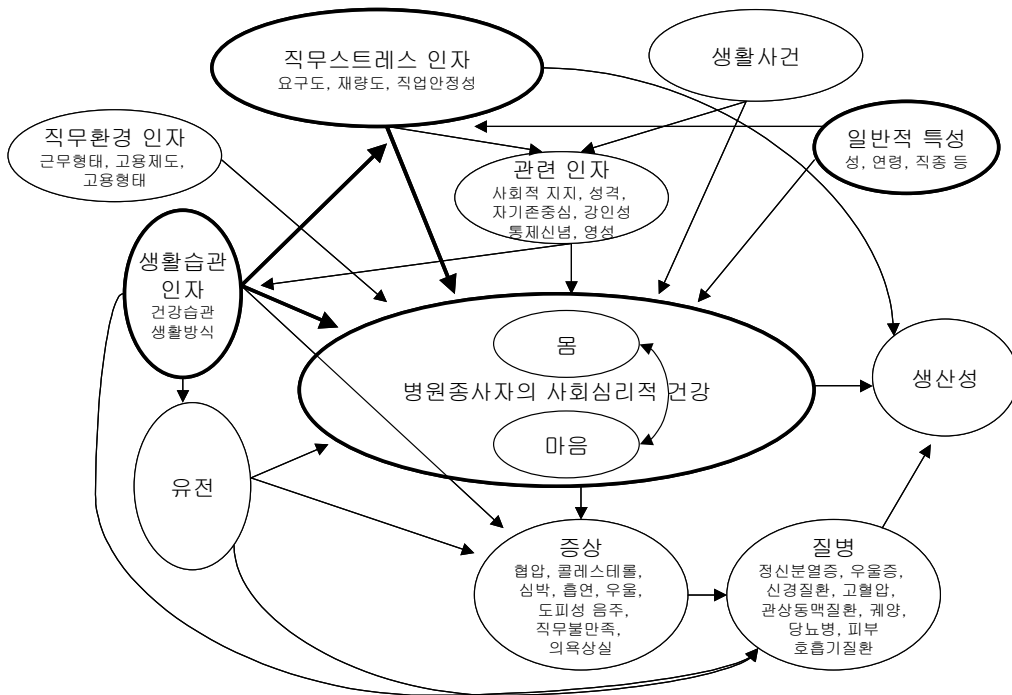 직무스트레스 인자
요구도, 재량도, 직업안정성
생활사건
직무환경 인자
근무형태, 고용제도,
고용형태
일반적 특성
성, 연령, 직종 등
관련 인자
사회적 지지, 성격,
자기존중심, 강인성
통제신념, 영성
생활습관
인자
건강습관
생활방식
몸
병원종사자의 사회심리적 건강
마음
생산성
유전
증상
협압, 콜레스테롤,
심박, 흡연, 우울,
도피성 음주,
직무불만족,
의욕상실
질병
정신분열증, 우울증,
신경질환, 고혈압,
관상동맥질환, 궤양,
당뇨병, 피부
호흡기질환